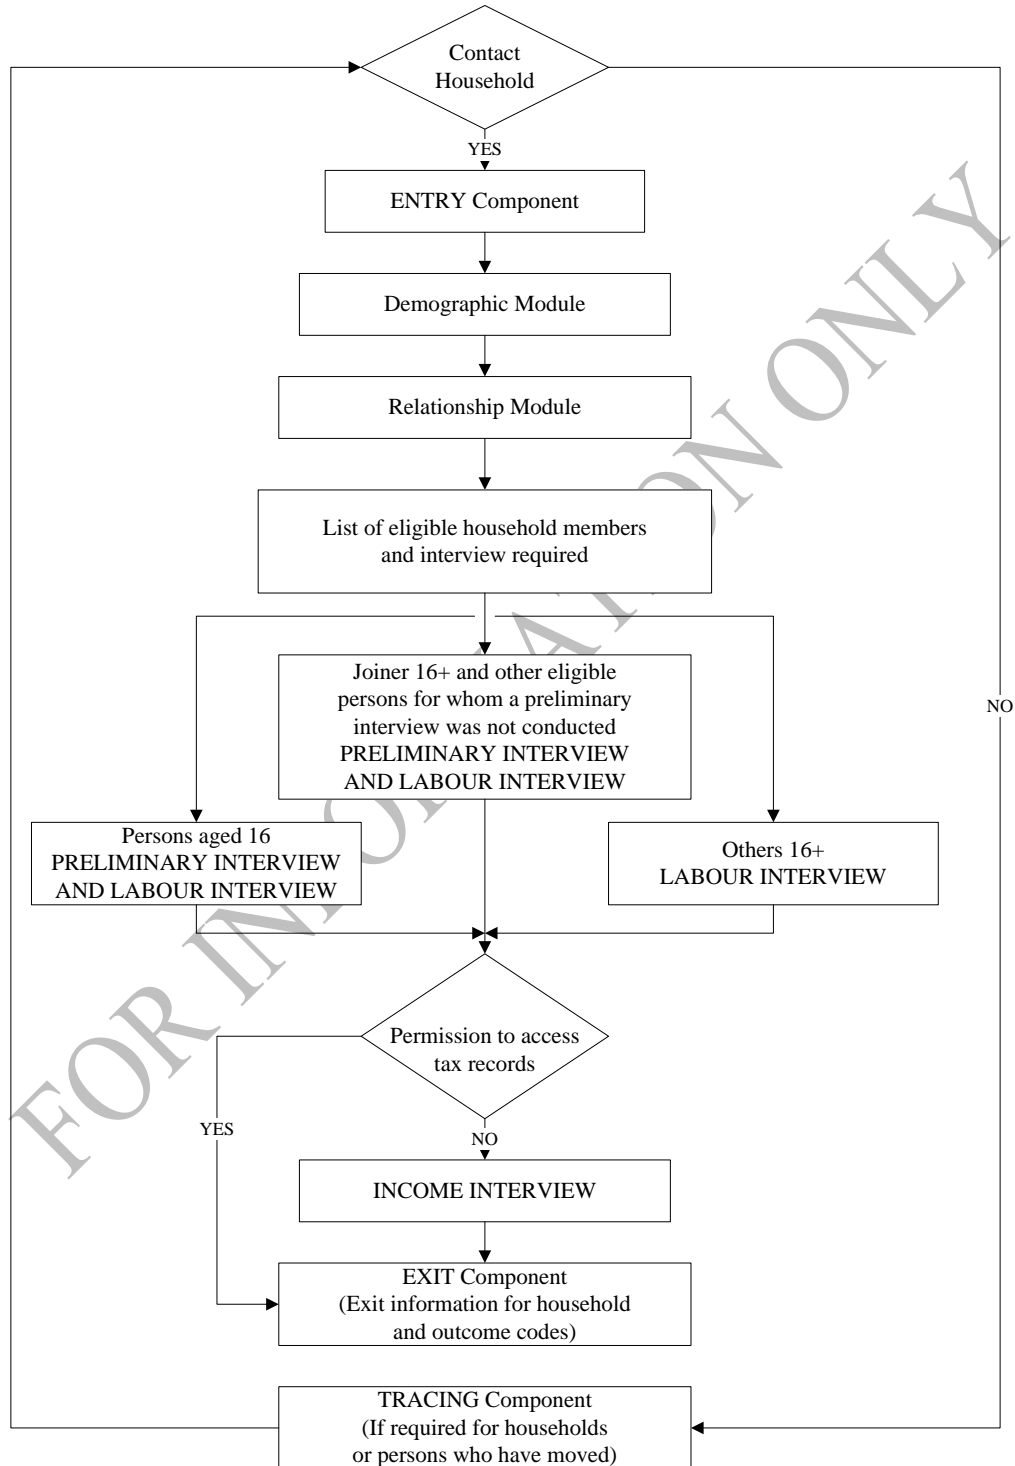 Contact
Household
YES
ENTRY Component
Demographic Module
Relationship Module
List of eligible household members
and interview required
Joiner 16+ and other eligible
persons for whom a preliminary
interview was not conducted
PRELIMINARY INTERVIEW
AND LABOUR INTERVIEW
NO
Persons aged 16
PRELIMINARY INTERVIEW
AND LABOUR INTERVIEW
Others 16+
LABOUR INTERVIEW
Permission to access
tax records
YES
NO
INCOME INTERVIEW
EXIT Component
(Exit information for household
and outcome codes)
TRACING Component
(If required for households
or persons who have moved)
FOR INFORMATION ONLY